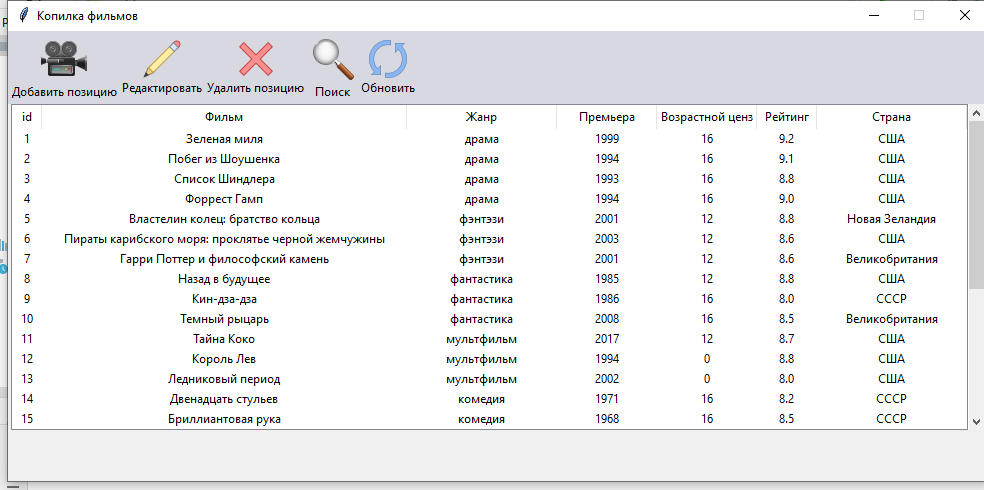 Копилка фильмов
Добавить позицию Редактировать Удалить позицию Поиск Обновить
id Фильм Жанр Премьера Возрастной ценз Рейтинг Страна
1 Зеленая миля драма 1999 16 9.2 США
2 Побег из Шоушенка драма 1994 16 9.1 США
3 Список Шиндлера драма 1993 16 8.8 США
4 Форрест Гамп драма 1994 16 9.0 США
5 Властелин колец: братство кольца фэнтэзи 2001 12 8.8 Новая Зеландия
6 Пираты карибского моря: проклятье черной жемчужины фэнтэзи 2003 12 8.6 США
7 Гарри Поттер и философский камень фэнтэзи 2001 12 8.6 Великобритания
8 Назад в будущее фантастика 1985 12 8.8 США
9 Кин-дза-дза фантастика 1986 16 8.0 СССР
10 Темный рыцарь фантастика 2008 16 8.5 Великобритания
11 Тайна Коко мультфильм 2017 12 8.7 США
12 Король Лев мультфильм 1994 0 8.8 США
13 Ледниковый период мультфильм 2002 0 8.0 США
14 Двенадцать стульев комедия 1971 16 8.2 СССР
15 Бриллиантовая рука комедия 1968 16 8.5 СССР